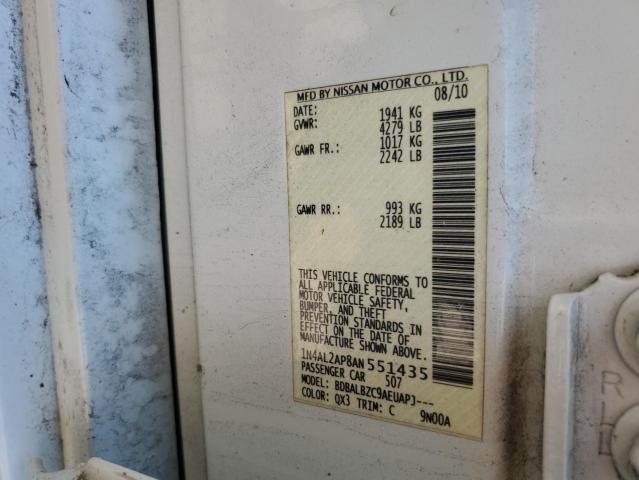 MFD BY NISSAN MOTOR CO., LTD.
DATE: 08/10
GVWR: 1941 KG
4279 LB
GAWR FR.: 1017 KG
2242 LB
GAWR RR.: 993 KG
2189 LB
THIS VEHICLE CONFORMS TO
ALL APPLICABLE FEDERAL
MOTOR VEHICLE SAFETY,
BUMPER, AND THEFT
PREVENTION STANDARDS IN
EFFECT ON THE DATE OF
MANUFACTURE SHOWN ABOVE.
1N4AL2AP8AN551435
PASSENGER CAR 507
MODEL: BDBALBZC9AEUAPJ---
COLOR: QX3 TRIM: C 9N00A